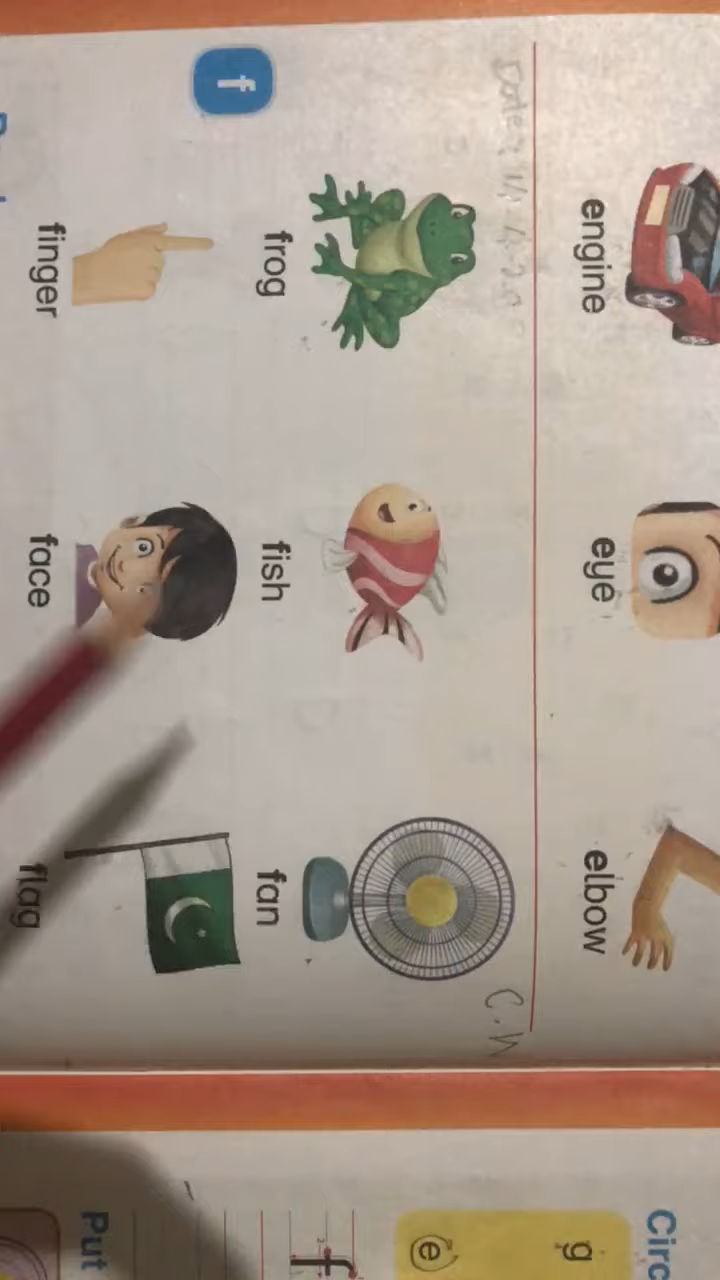 engine eye elbow
C.W
f
frog fish fan
finger face flag
Circ
g
e
f
Put